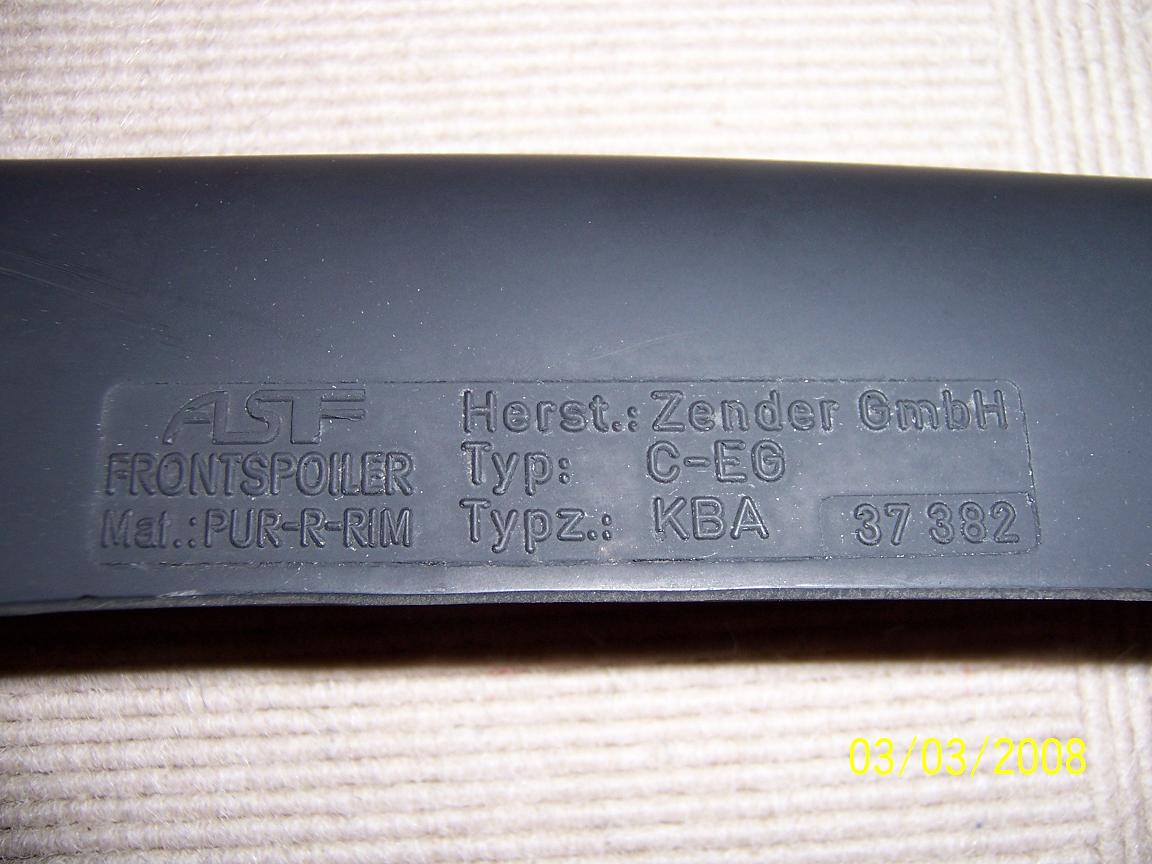 ASF
FRONTSPOILER
Mat.: PUR-R-RIM
Herst.: Zender GmbH
Typ: C-EG
Typz.: KBA 37 382
03/03/2008